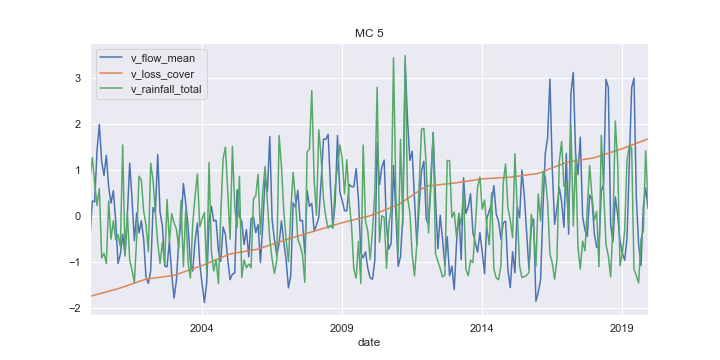 MC 5
v_flow_mean
v_loss_cover
v_rainfall_total
3
2
1
0
−1
−2
2004 2009 2014 2019
date